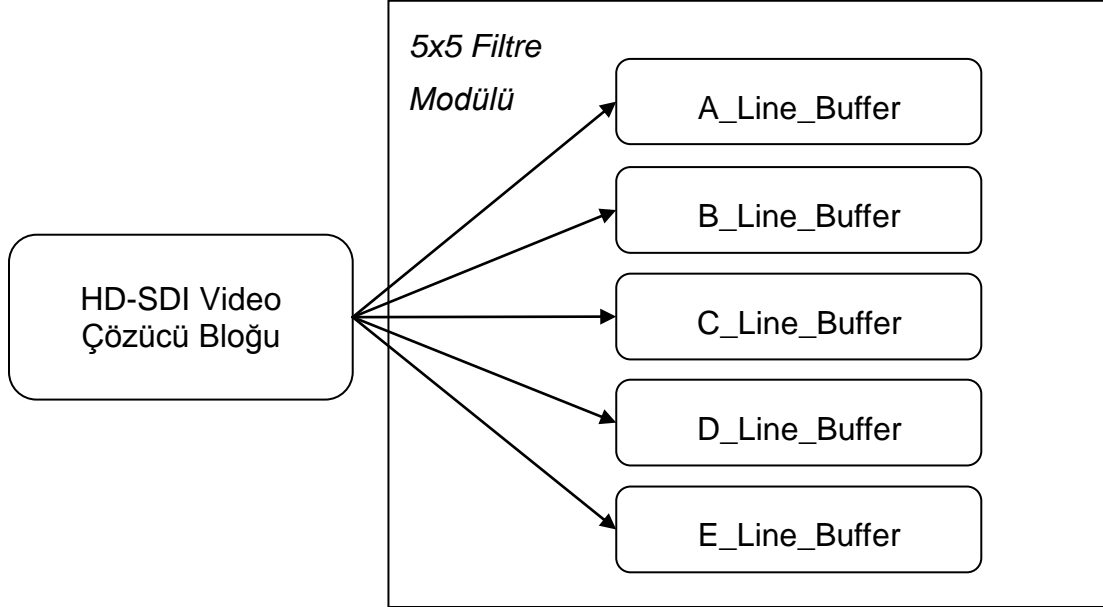 5x5 Filtre
Modülü
A_Line_Buffer
B_Line_Buffer
HD-SDI Video
Çözücü Bloğu
C_Line_Buffer
D_Line_Buffer
E_Line_Buffer